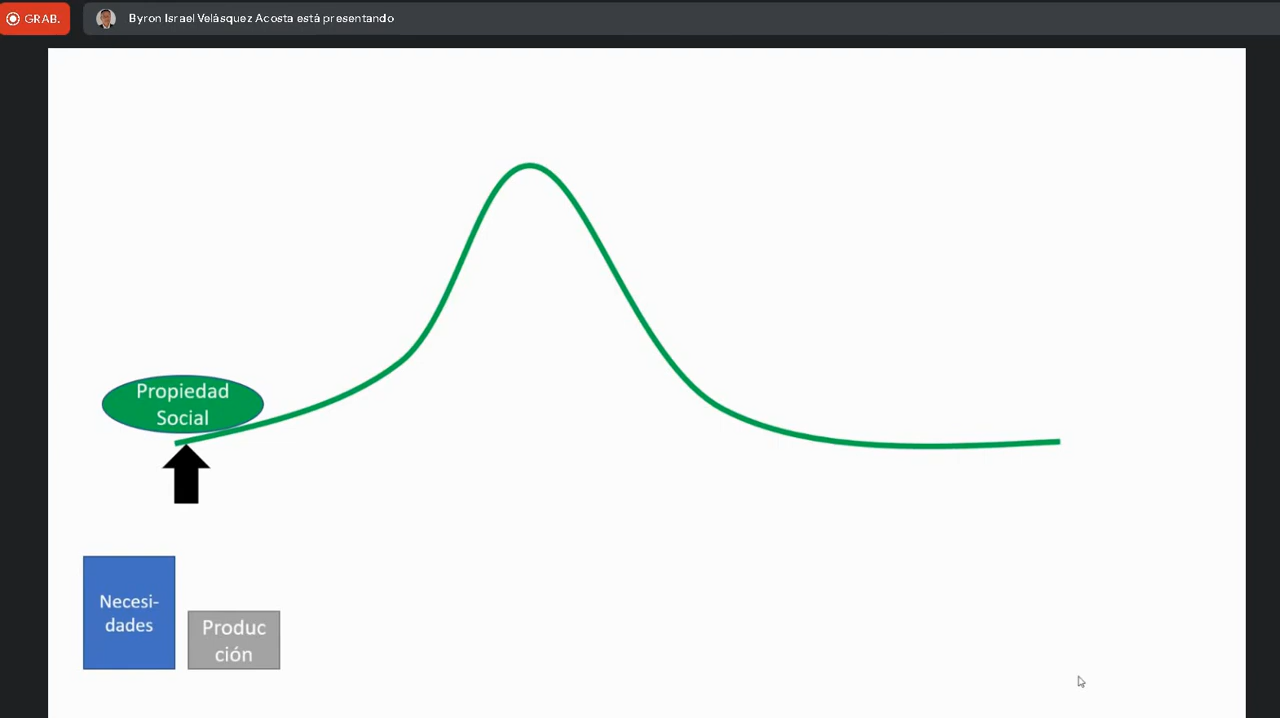 GRAB.
Byron Israel Velásquez Acosta está presentando
Propiedad
Social
Necesi-
dades
Produc
ción